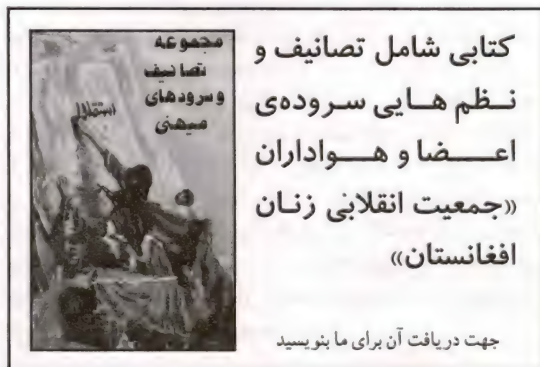 کتابی شامل تصانیف و
نظم هایی سروده‌ی
اعضا و هواداران
«جمعیت انقلابی زنان
افغانستان»
جهت دریافت آن برای ما بنویسید
مجموعه
تصانیف
و سرودهای
میهنی
استقلال